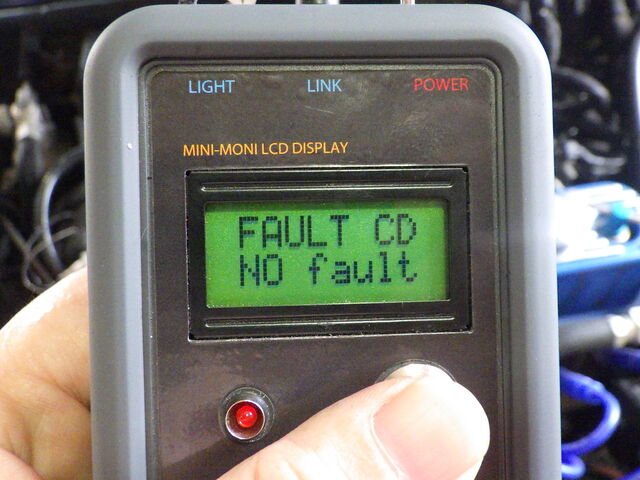 LIGHT LINK POWER
MINI-MONI LCD DISPLAY
FAULT CD
NO fault